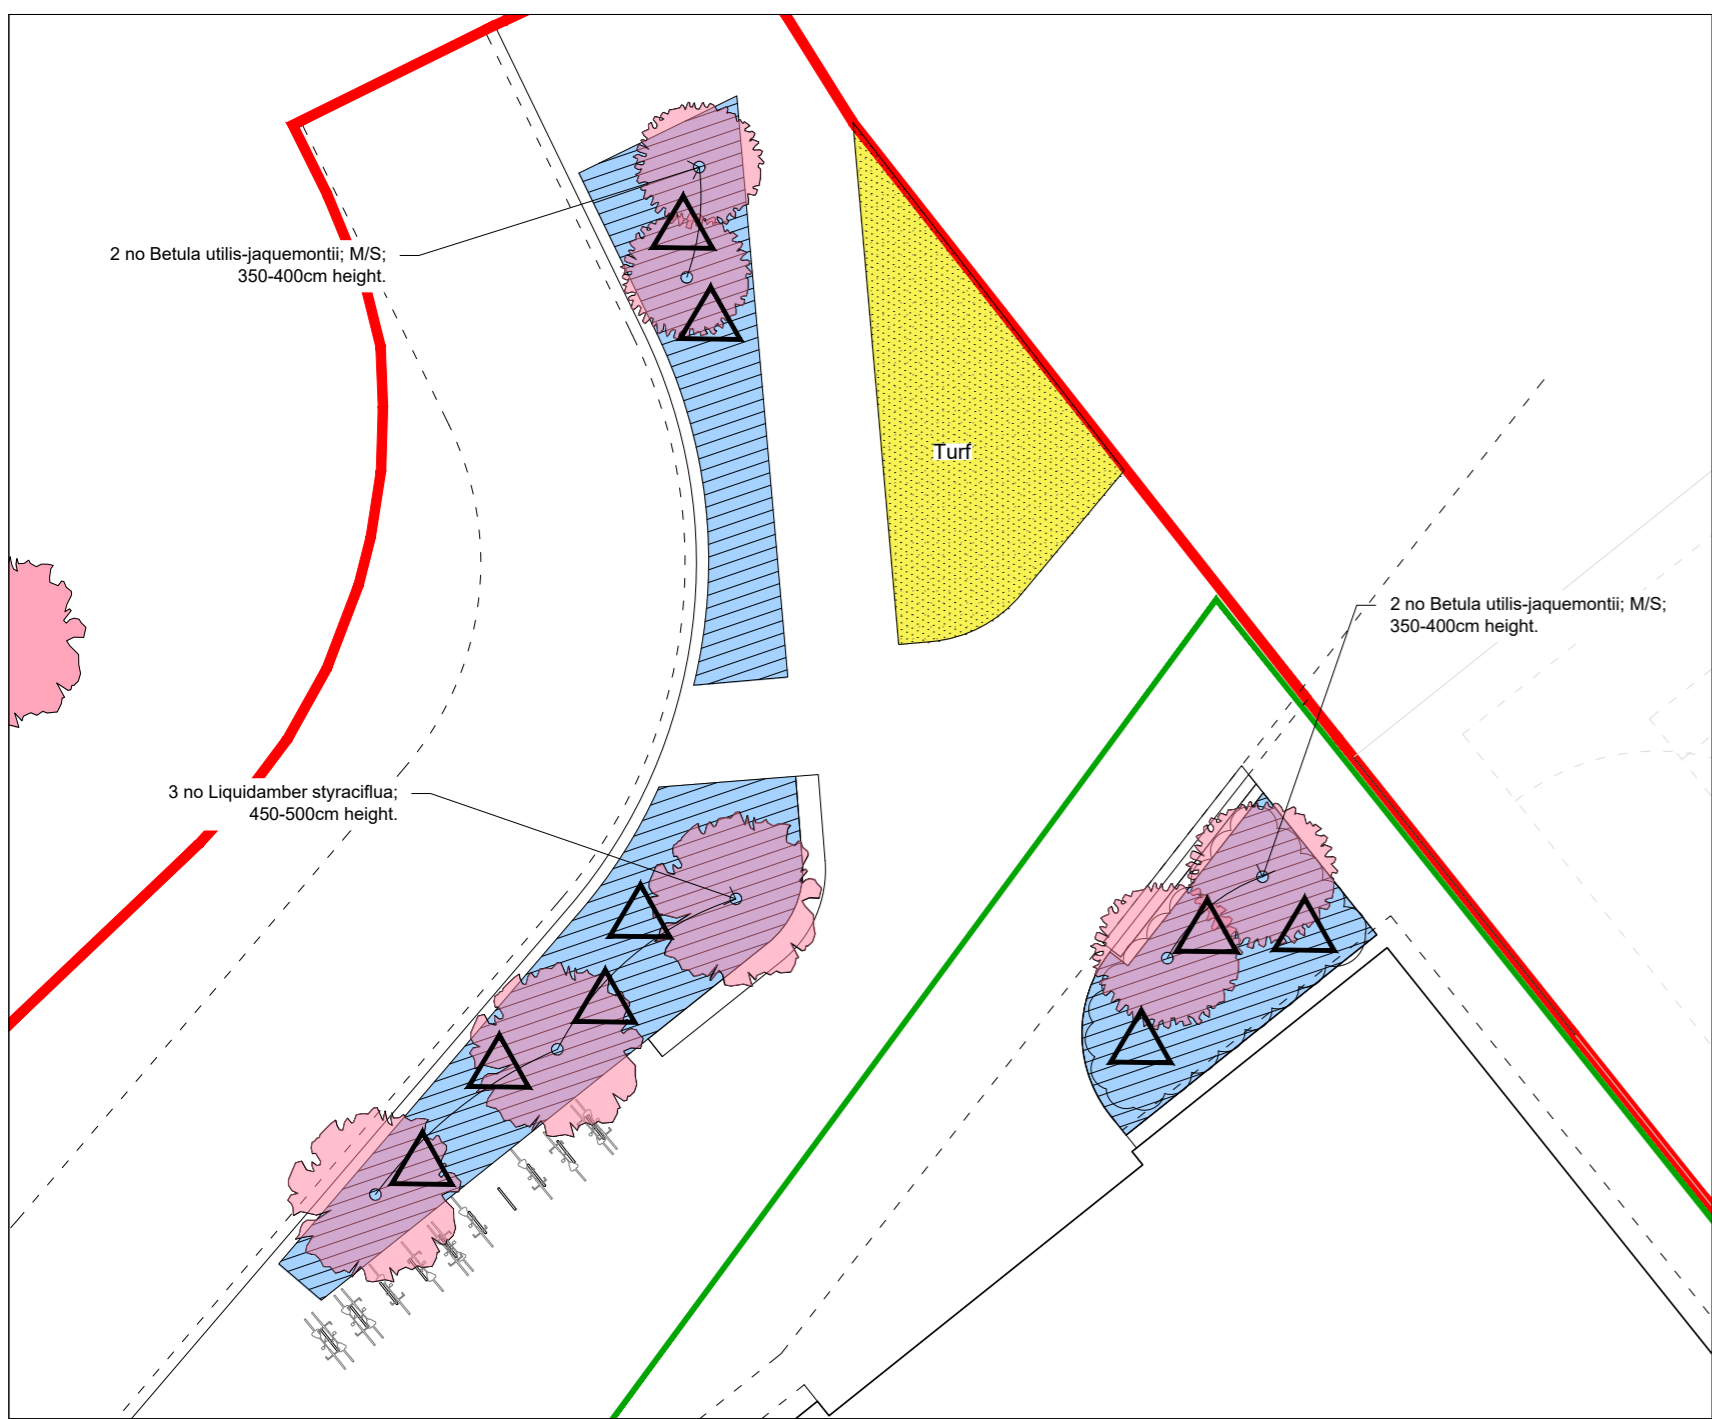 2 no Betula utilis-jaquemontii; M/S;
350-400cm height.
Turf
2 no Betula utilis-jaquemontii; M/S;
350-400cm height.
3 no Liquidamber styraciflua;
450-500cm height.